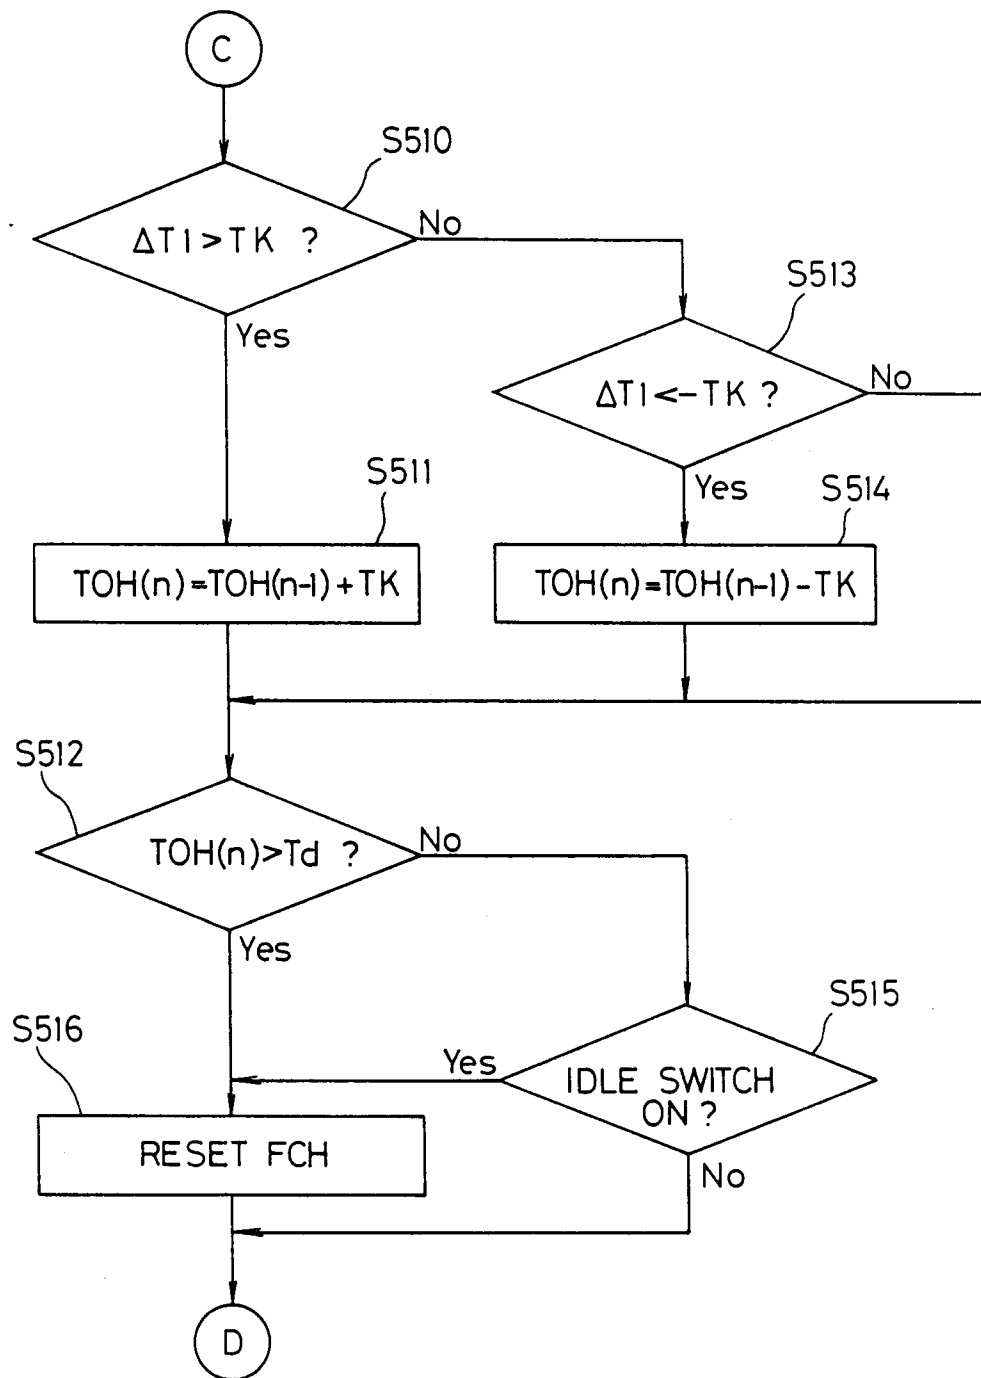 C
S510
ΔT1>TK ?
No
Yes
S513
ΔT1<-TK ?
No
Yes
S511
TOH(n)=TOH(n-1)+TK
S514
TOH(n)=TOH(n-1)-TK
S512
TOH(n)>Td ?
No
Yes
S515
IDLE SWITCH
ON ?
Yes
No
S516
RESET FCH
D